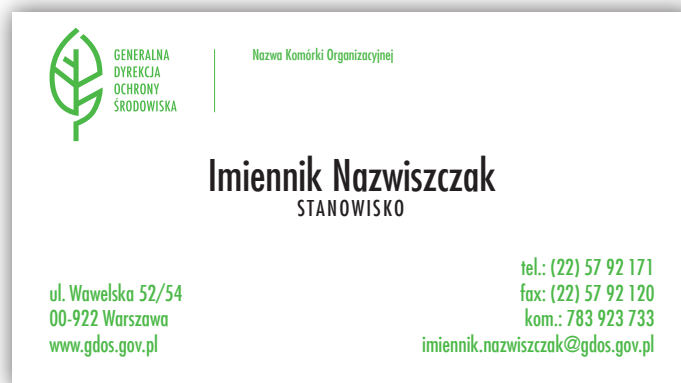 GENERALNA
DYREKCJA
OCHRONY
ŚRODOWISKA
Nazwa Komórki Organizacyjnej
Imiennik Nazwiszczak
STANOWISKO
ul. Wawelska 52/54
00-922 Warszawa
www.gdos.gov.pl
tel.: (22) 57 92 171
fax: (22) 57 92 120
kom.: 783 923 733
imiennik.nazwiszczak@gdos.gov.pl